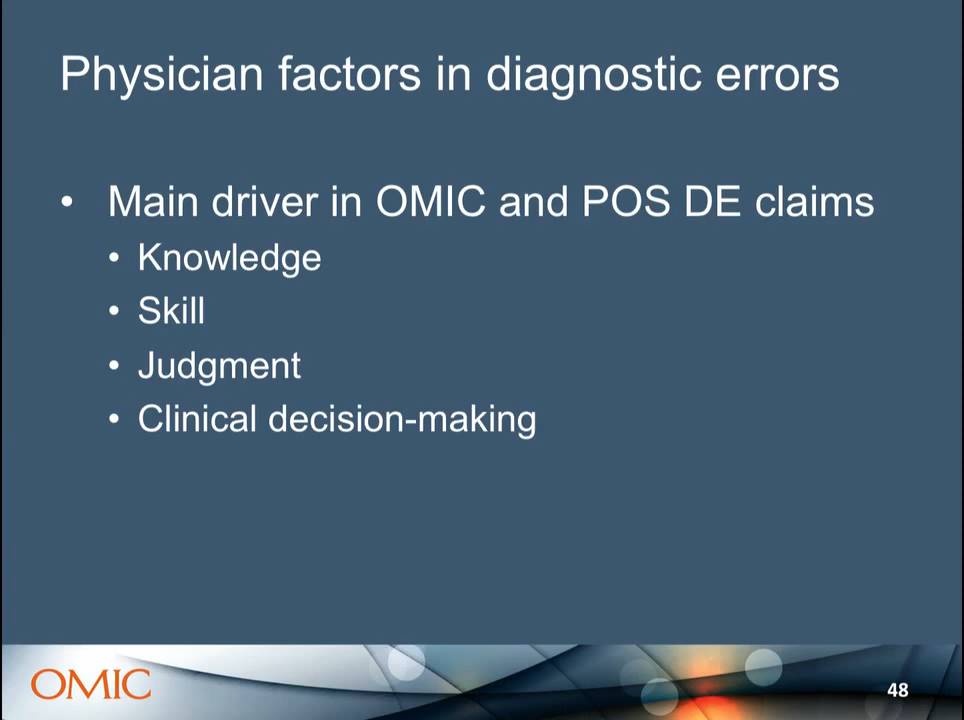 Physician factors in diagnostic errors
• Main driver in OMIC and POS DE claims
• Knowledge
• Skill
• Judgment
• Clinical decision-making
OMIC
48